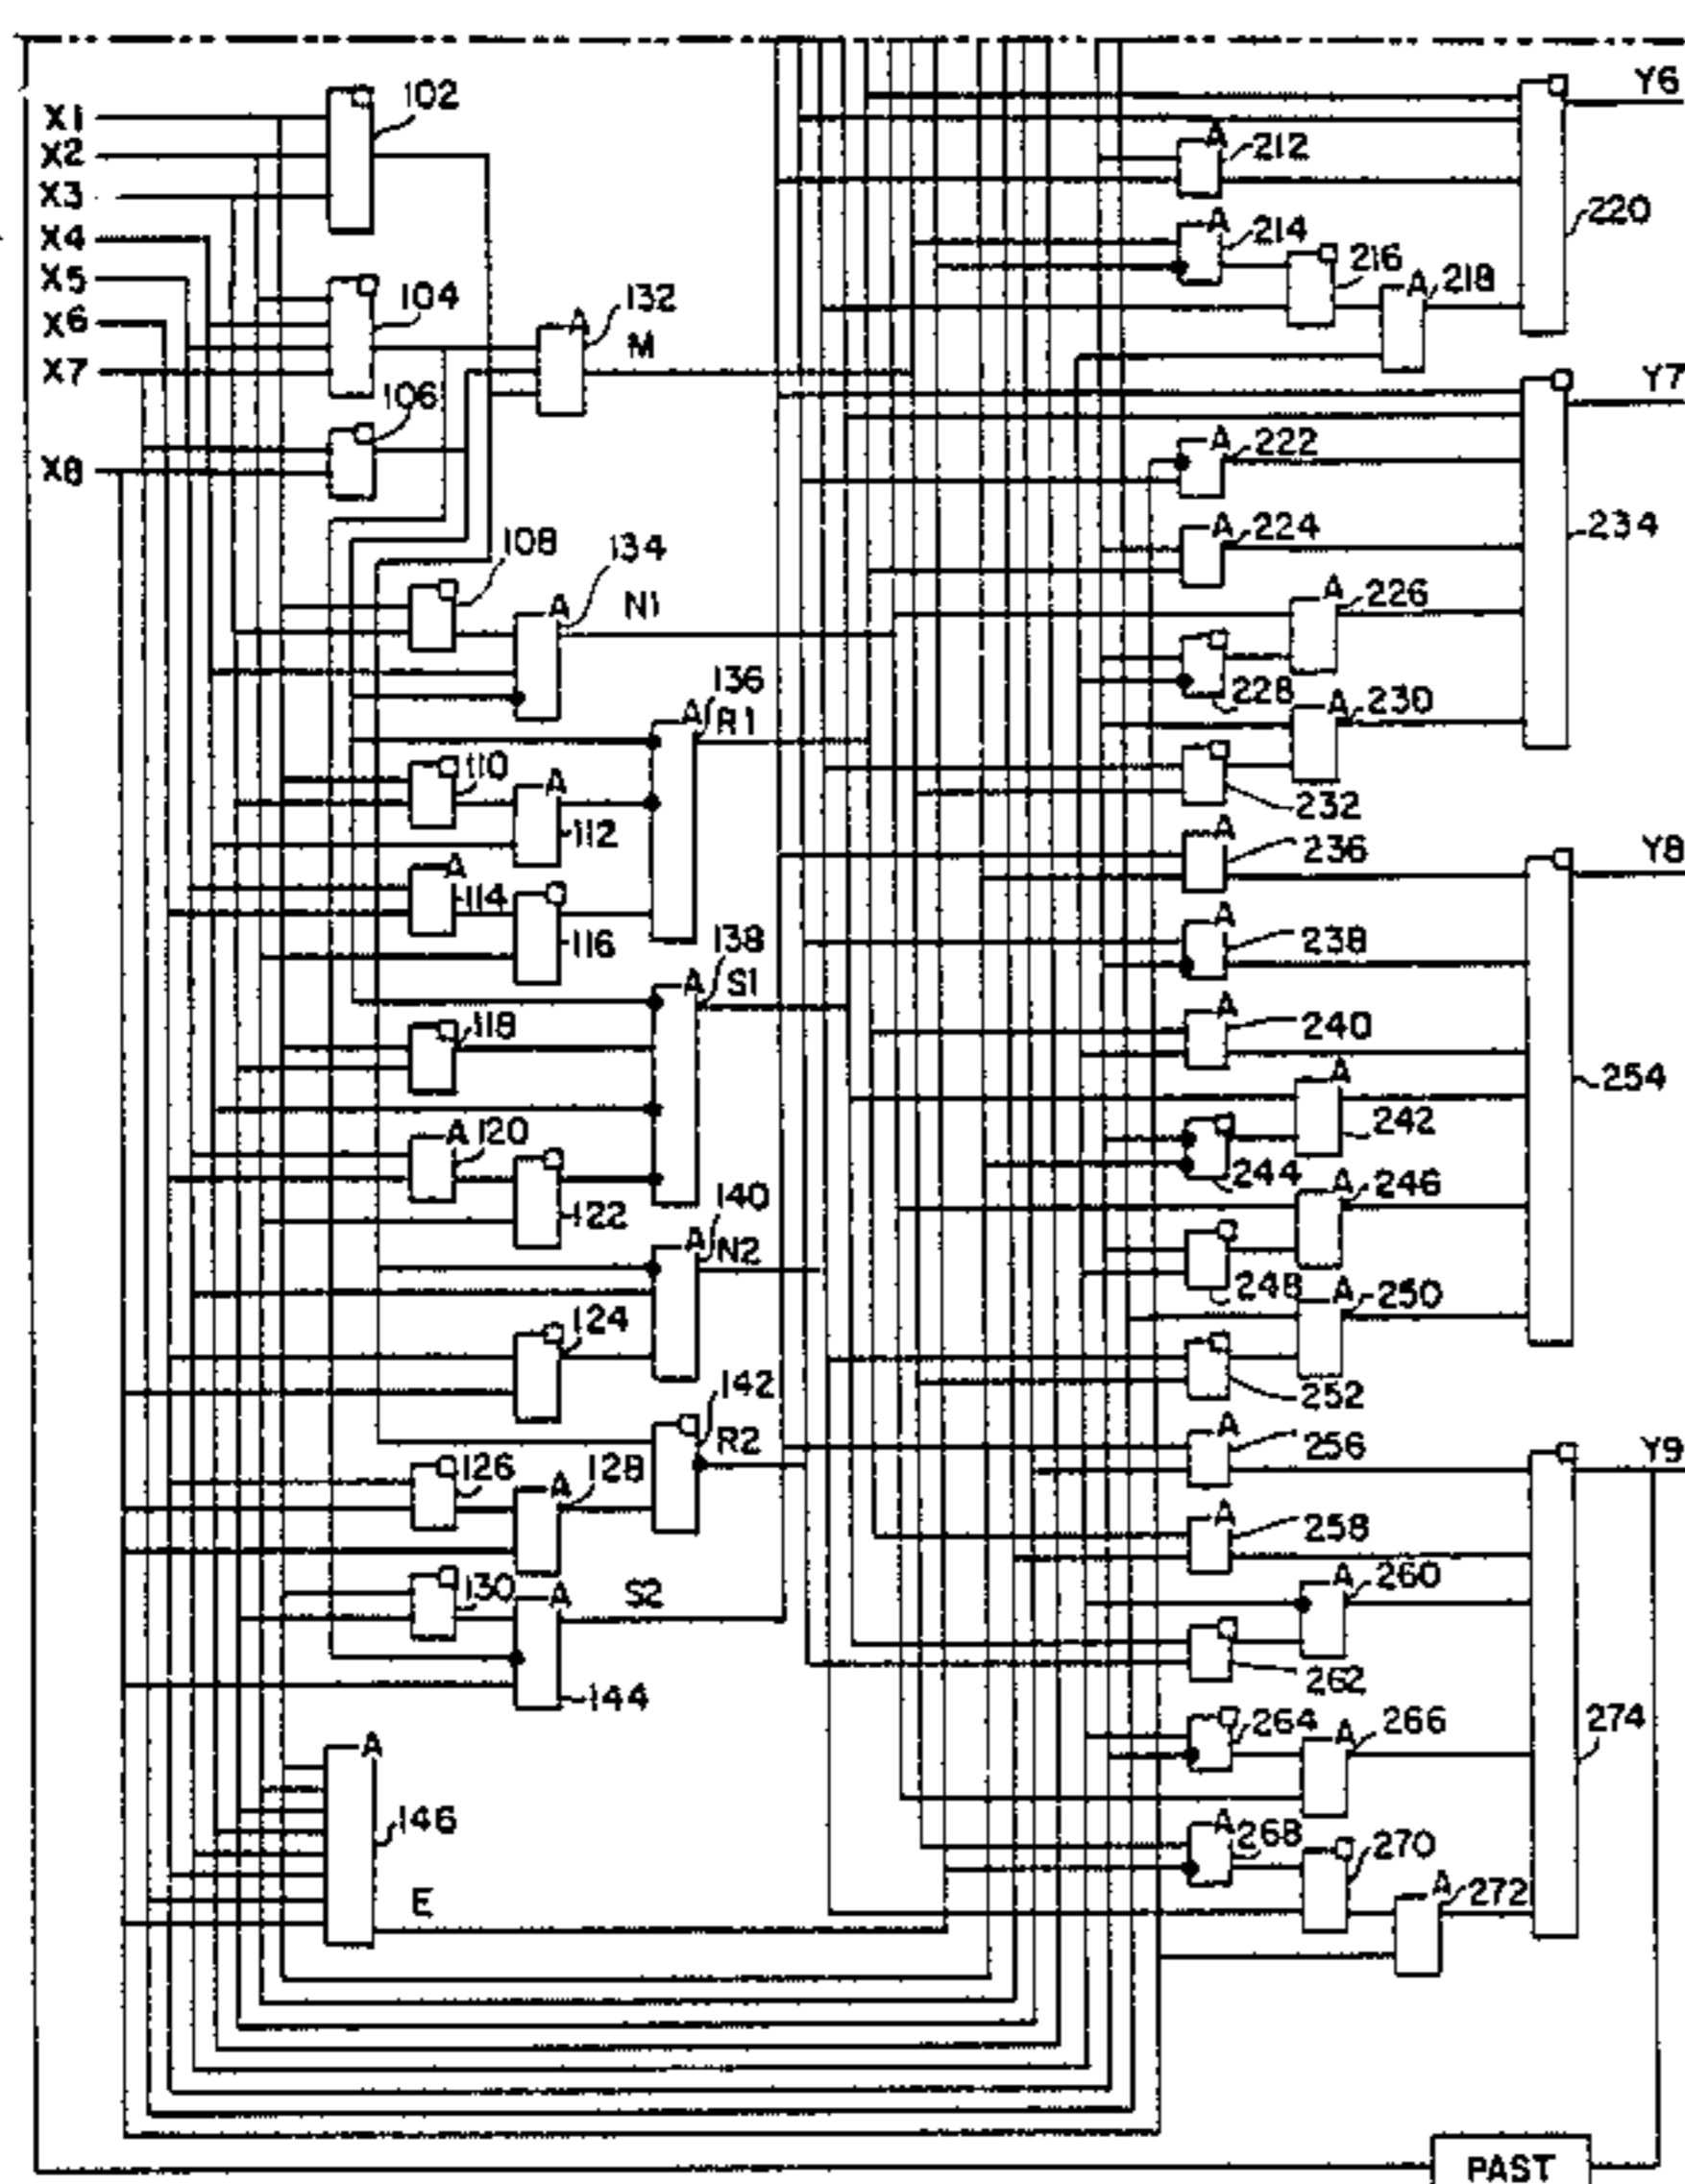 X1
X2
X3
X4
X5
X6
X7
X8
102
104
106
A 132
M
108
A 134
N1
A 136
R1
110
A
112
A
114
116
138
A S1
118
A 120
122
140
A N2
124
142
R2
126
A 128
130
A
S2
144
A
146
E
Y6
A
212
A
214
216
A 218
220
Y7
A
222
A
224
A 226
228
A 230
232
234
A
236
Y8
A
238
A
240
A
242
244
A 246
248
A 250
252
254
A
256
Y9
A
258
A 260
262
264
A 266
A 268
270
A 272
274
PAST